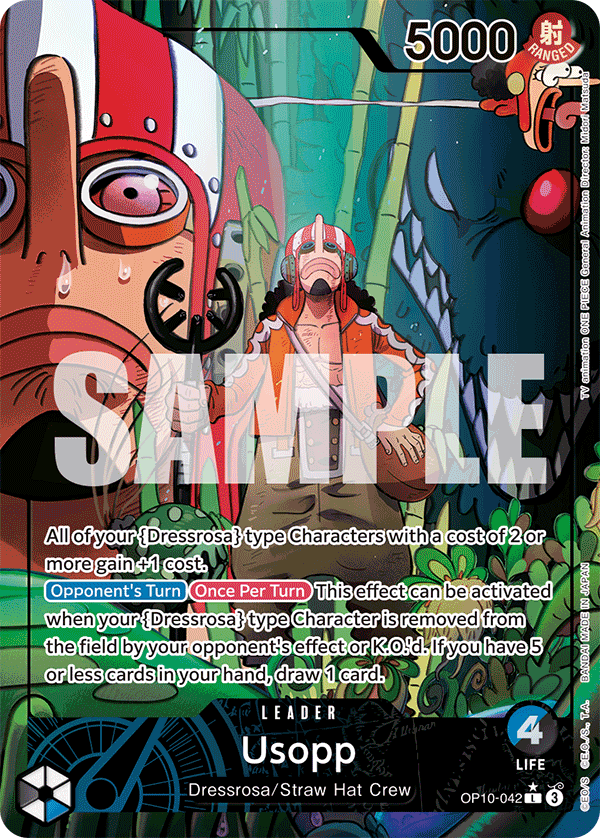 5000
射
RANGED
TV animation ONE PIECE General Animation Director: Midori Matsuda
SAMPLE
All of your {Dressrosa} type Characters with a cost of 2 or
more gain +1 cost.
Opponent's Turn Once Per Turn This effect can be activated
when your {Dressrosa} type Character is removed from
the field by your opponent's effect or K.O.'d. If you have 5
or less cards in your hand, draw 1 card.
©E.O/S ©E.O./S., T.A. BANDAI MADE IN JAPAN
LEADER
Usopp
Dressrosa/Straw Hat Crew
4
LIFE
OP10-042 L 3